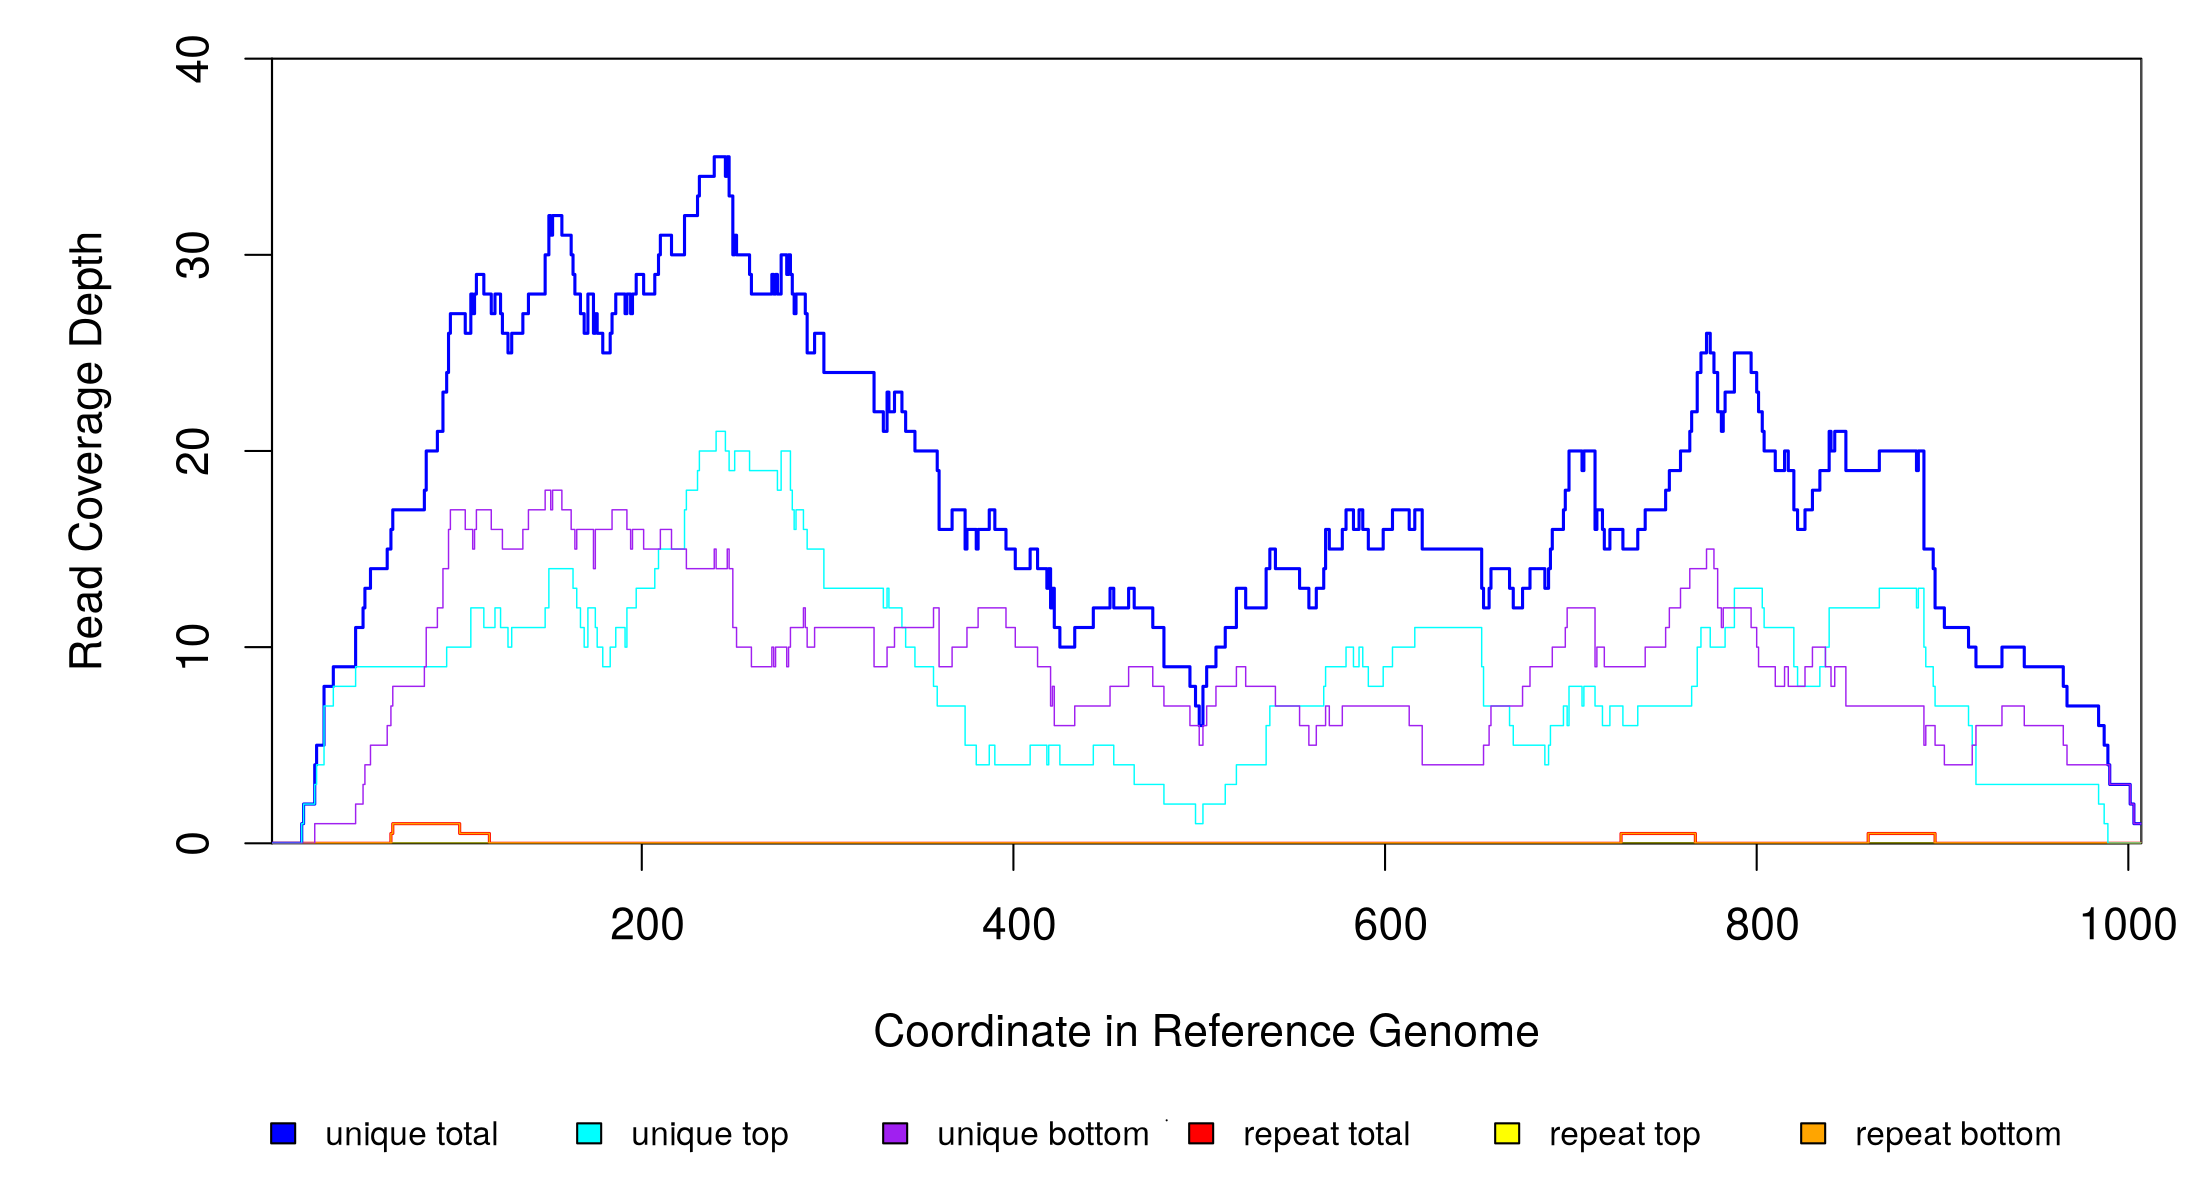 40
30
20
10
0
Read Coverage Depth
200 400 600 800 1000
Coordinate in Reference Genome
unique total unique top unique bottom repeat total repeat top repeat bottom